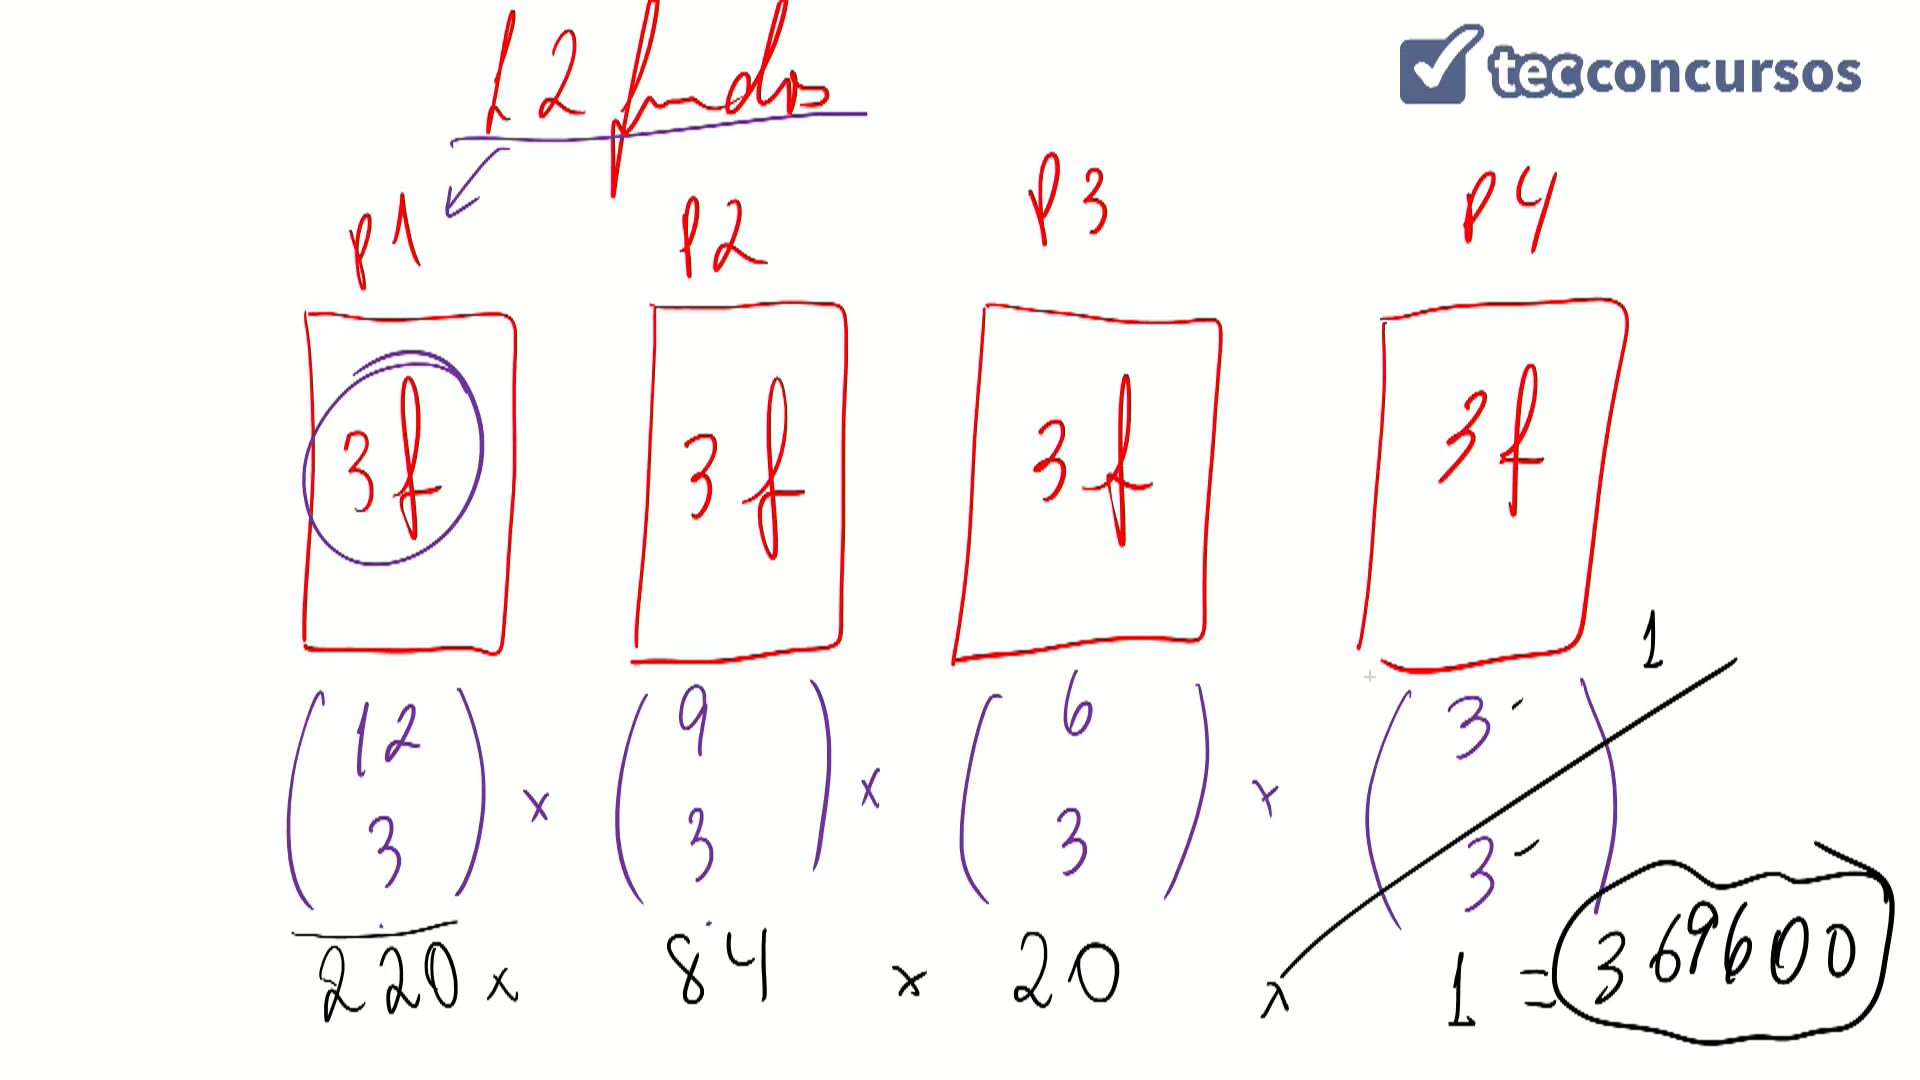 12 fundos
tecconcursos
P1 P2 P3 P4
3f 3f 3f 3f
1
(12 3) x (9 3) x (6 3) x (3 3)
220 x 84 x 20 x 1 = 369600